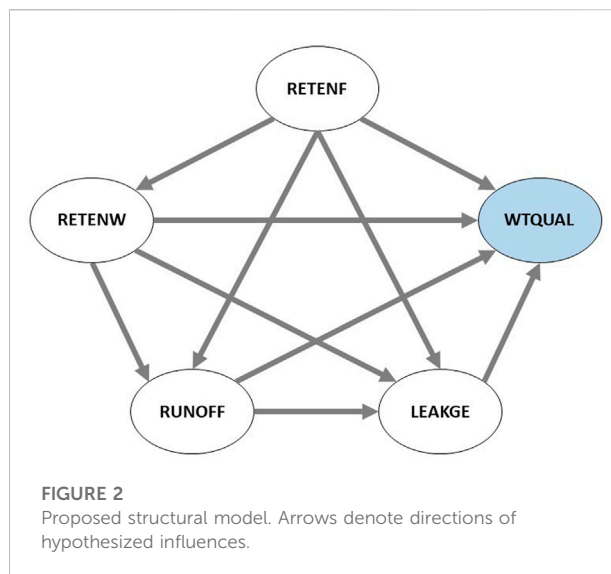 RETENF
RETENW
WTQUAL
RUNOFF
LEAKGE
FIGURE 2
Proposed structural model. Arrows denote directions of
hypothesized influences.